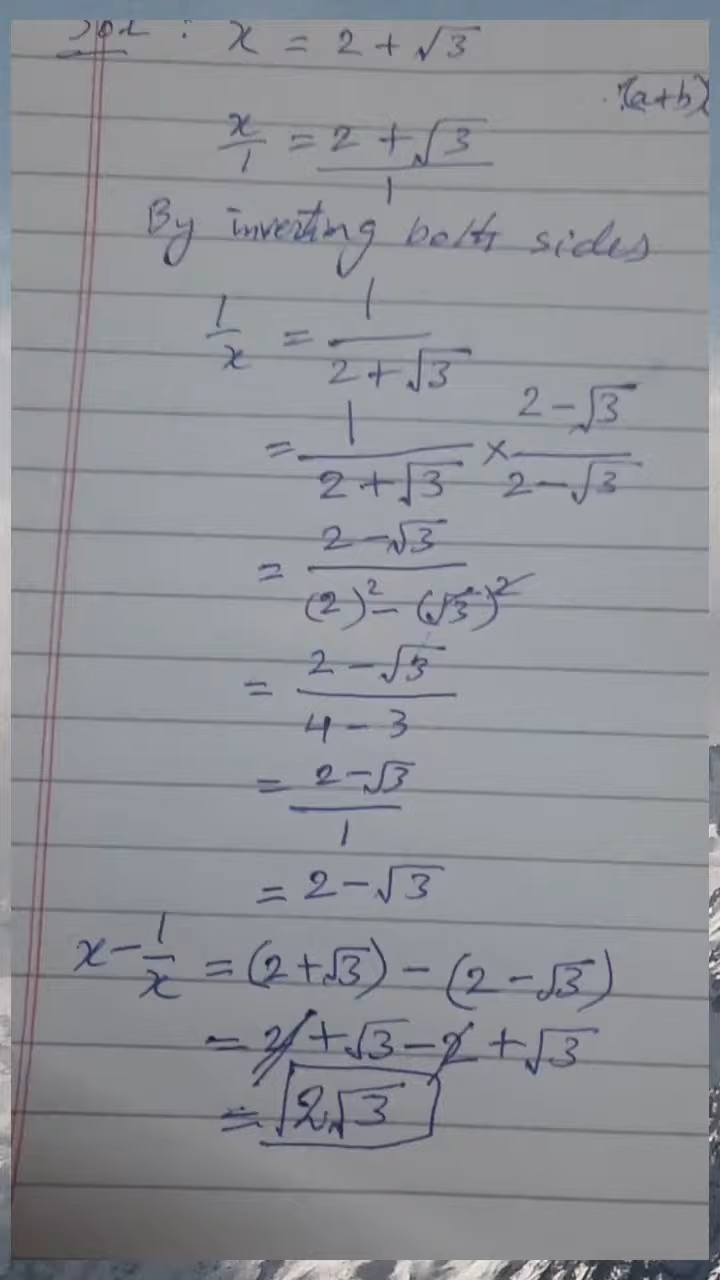 Sol : x = 2 + √3
(a+b)
x/1 = (2 + √3)/1
By inverting both sides
1/x = 1/(2 + √3)
= 1/(2 + √3) × (2 - √3)/(2 - √3)
= (2 - √3)/((2)² - (√3)²)
= (2 - √3)/(4 - 3)
= (2 - √3)/1
= 2 - √3
x - 1/x = (2 + √3) - (2 - √3)
= 2 + √3 - 2 + √3
= 2√3